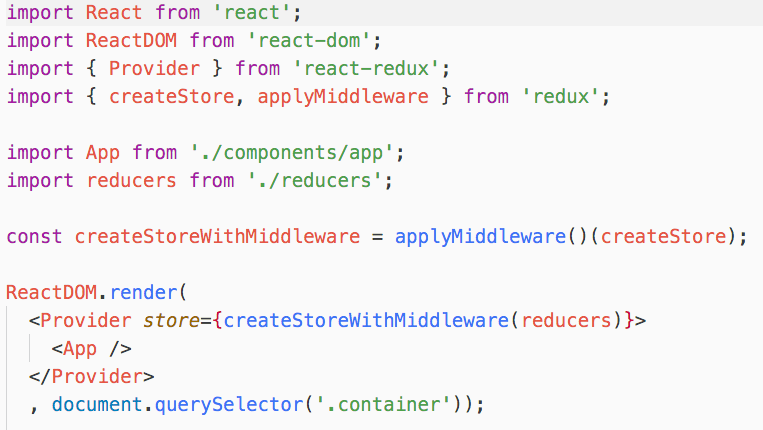 import React from 'react';
import ReactDOM from 'react-dom';
import { Provider } from 'react-redux';
import { createStore, applyMiddleware } from 'redux';

import App from './components/app';
import reducers from './reducers';

const createStoreWithMiddleware = applyMiddleware()(createStore);

ReactDOM.render(
  <Provider store={createStoreWithMiddleware(reducers)}>
    <App />
  </Provider>
  , document.querySelector('.container'));